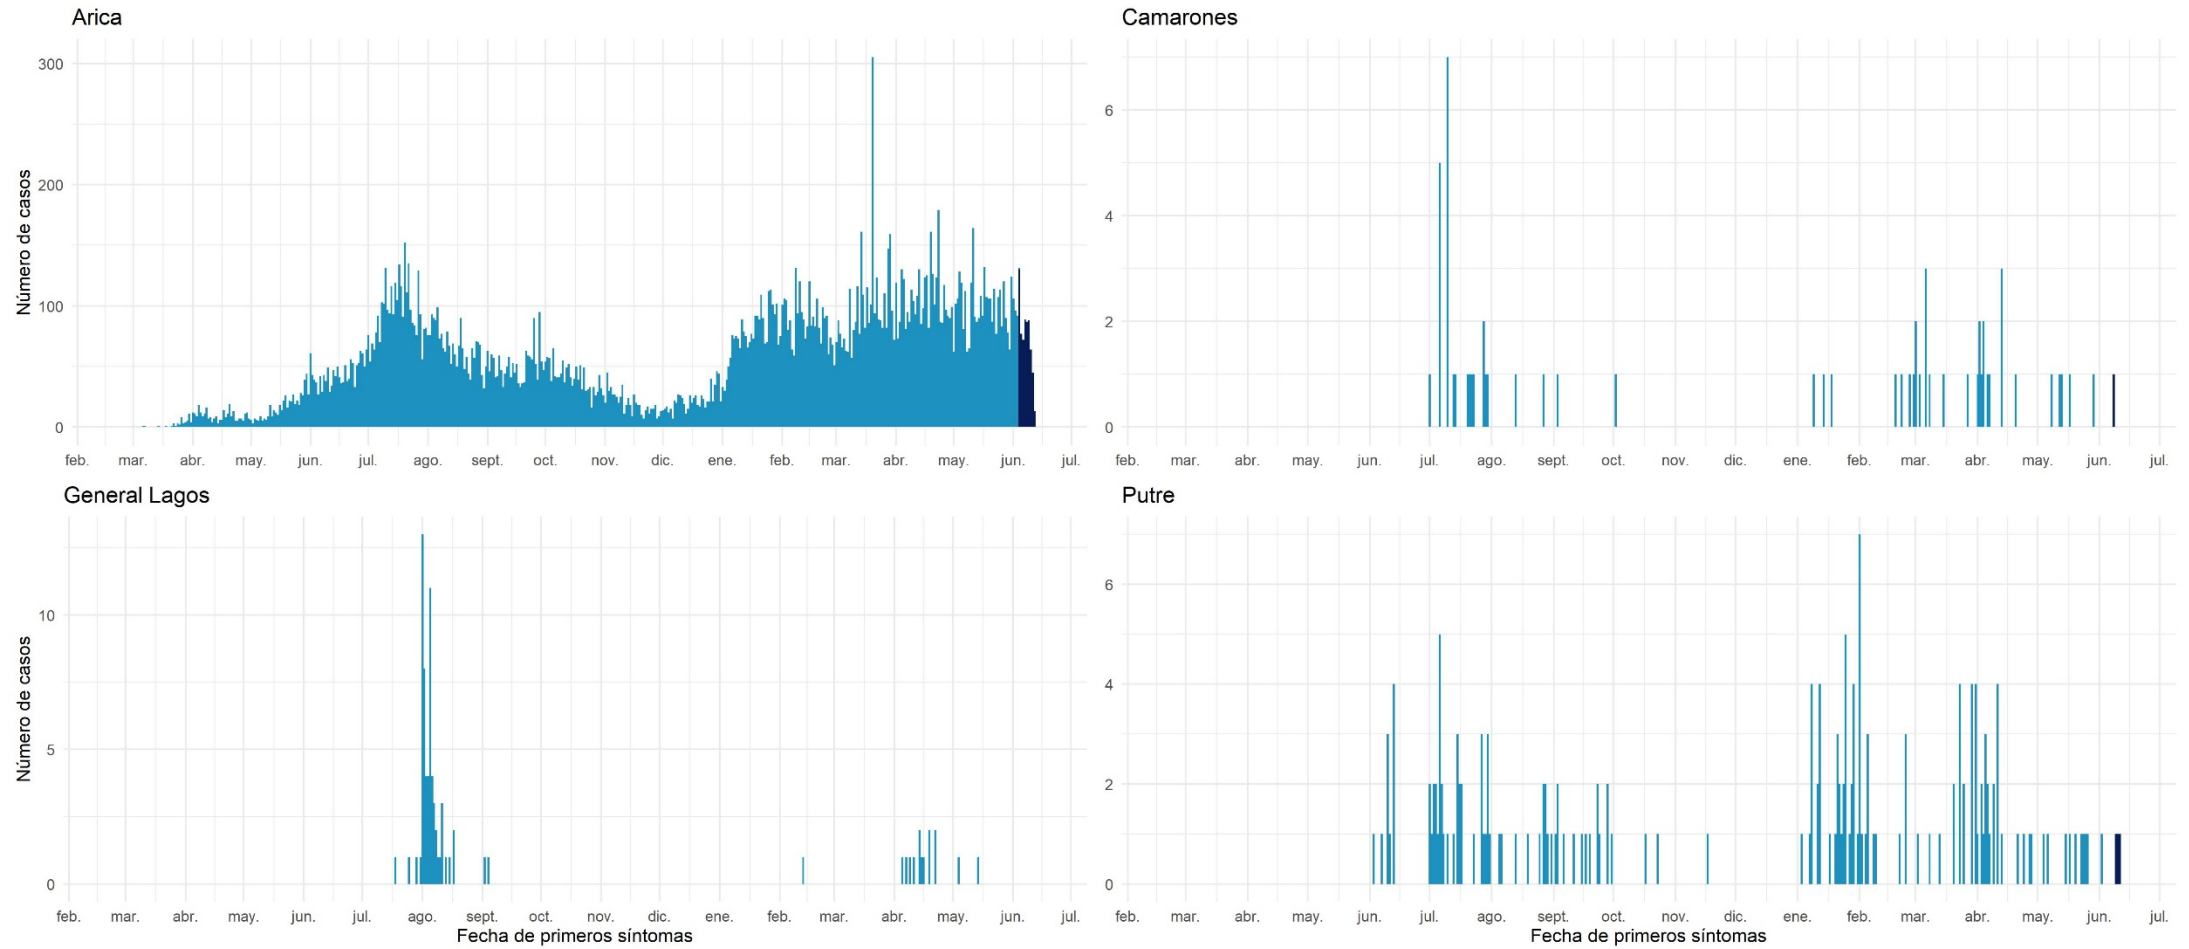 Arica
Camarones
Número de casos
300
200
100
0
6
4
2
0
feb. mar. abr. may. jun. jul. ago. sept. oct. nov. dic. ene. feb. mar. abr. may. jun. jul.
feb. mar. abr. may. jun. jul. ago. sept. oct. nov. dic. ene. feb. mar. abr. may. jun. jul.
General Lagos
Putre
Número de casos
10
5
0
6
4
2
0
feb. mar. abr. may. jun. jul. ago. sept. oct. nov. dic. ene. feb. mar. abr. may. jun. jul.
feb. mar. abr. may. jun. jul. ago. sept. oct. nov. dic. ene. feb. mar. abr. may. jun. jul.
Fecha de primeros síntomas
Fecha de primeros síntomas